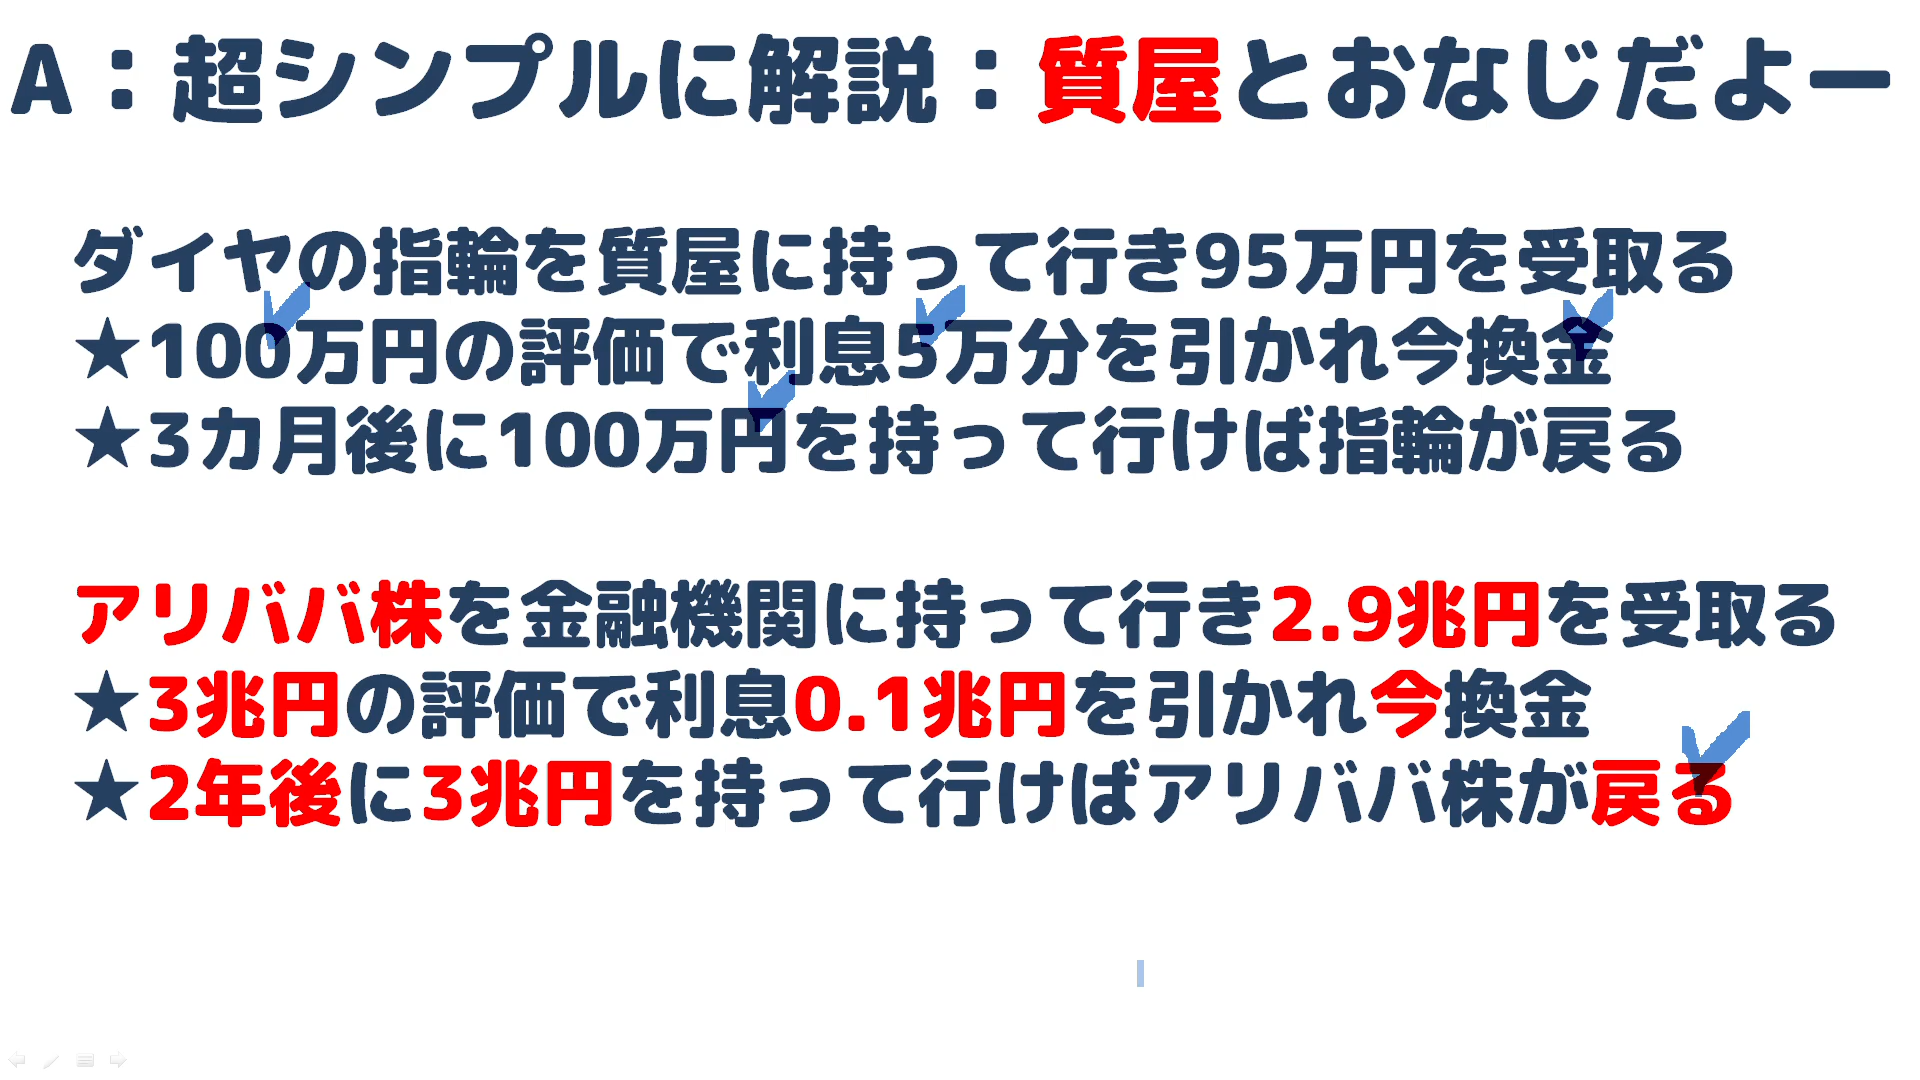 A：超シンプルに解説：質屋とおなじだよー
ダイヤの指輪を質屋に持って行き95万円を受取る
★100万円の評価で利息5万分を引かれ今換金
★3カ月後に100万円を持って行けば指輪が戻る
アリババ株を金融機関に持って行き2.9兆円を受取る
★3兆円の評価で利息0.1兆円を引かれ今換金
★2年後に3兆円を持って行けばアリババ株が戻る